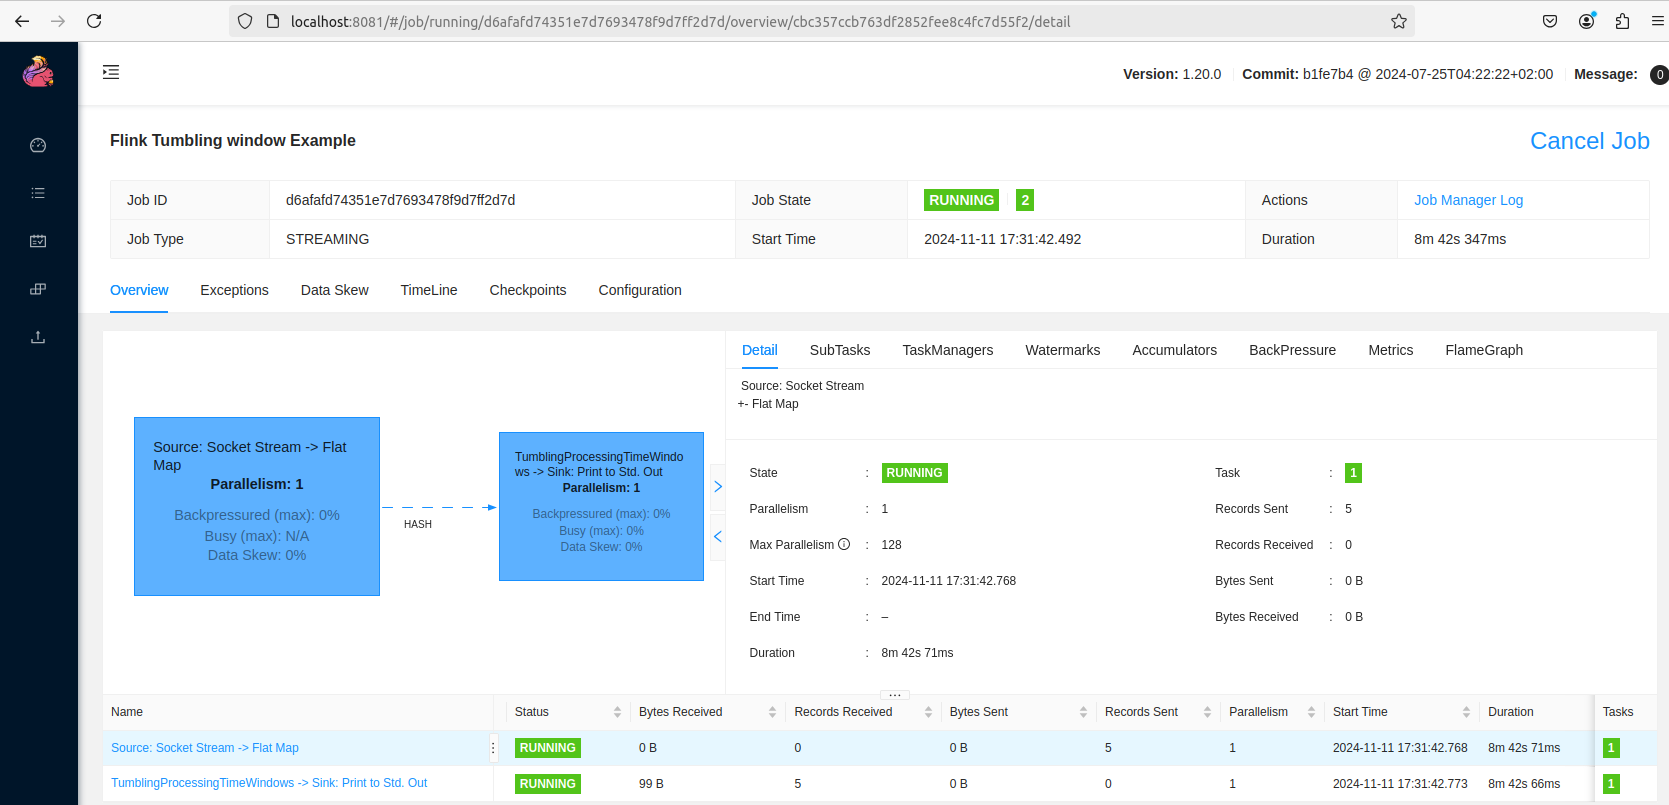 localhost:8081/#/job/running/d6afafd74351e7d7693478f9d7ff2d7d/overview/cbc357ccb763df2852fee8c4fc7d55f2/detail
Version: 1.20.0 Commit: b1fe7b4 @ 2024-07-25T04:22:22+02:00 Message: 0
Flink Tumbling window Example Cancel Job
Job ID d6afafd74351e7d7693478f9d7ff2d7d Job State RUNNING 2 Actions Job Manager Log
Job Type STREAMING Start Time 2024-11-11 17:31:42.492 Duration 8m 42s 347ms
Overview Exceptions Data Skew TimeLine Checkpoints Configuration
Source: Socket Stream -> Flat
Map
Parallelism: 1
Backpressured (max): 0%
Busy (max): N/A
Data Skew: 0%
HASH
TumblingProcessingTimeWindo
ws -> Sink: Print to Std. Out
Parallelism: 1
Backpressured (max): 0%
Busy (max): 0%
Data Skew: 0%
Detail SubTasks TaskManagers Watermarks Accumulators BackPressure Metrics FlameGraph
Source: Socket Stream
+- Flat Map
State : RUNNING Task : 1
Parallelism : 1 Records Sent : 5
Max Parallelism : 128 Records Received : 0
Start Time : 2024-11-11 17:31:42.768 Bytes Sent : 0 B
End Time : – Bytes Received : 0 B
Duration : 8m 42s 71ms
Name Status Bytes Received Records Received Bytes Sent Records Sent Parallelism Start Time Duration Tasks
Source: Socket Stream -> Flat Map RUNNING 0 B 0 0 B 5 1 2024-11-11 17:31:42.768 8m 42s 71ms 1
TumblingProcessingTimeWindows -> Sink: Print to Std. Out RUNNING 99 B 5 0 B 0 1 2024-11-11 17:31:42.773 8m 42s 66ms 1